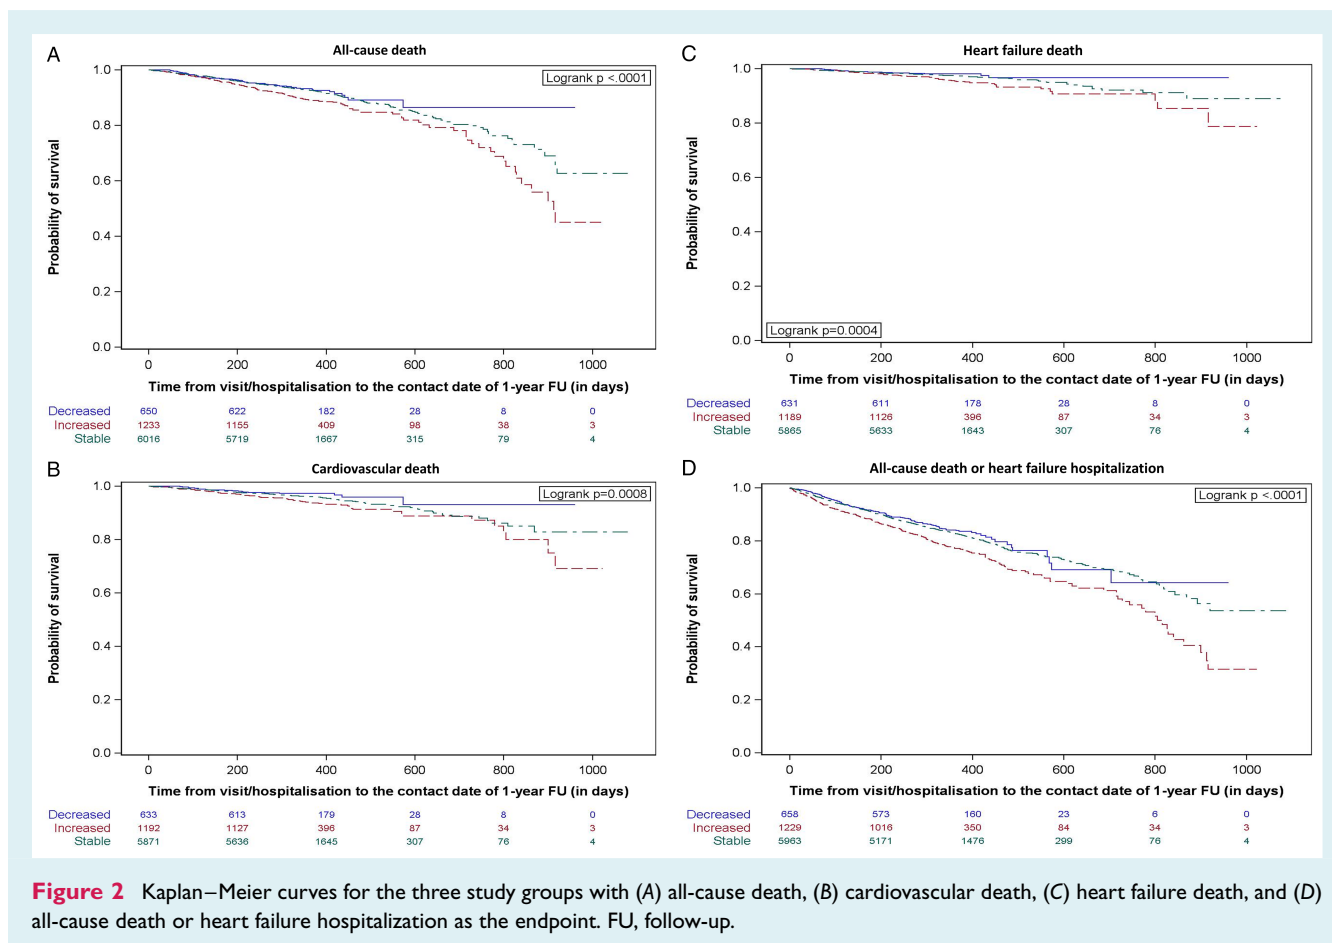 A
All-cause death
Logrank p <.0001
1.0
0.8
0.6
0.4
0.2
0.0
Probability of survival
0 200 400 600 800 1000
Time from visit/hospitalisation to the contact date of 1-year FU (in days)
Decreased 650 622 182 28 8 0
Increased 1233 1155 409 98 38 3
Stable 6016 5719 1667 315 79 4
B
Cardiovascular death
Logrank p=0.0008
1.0
0.8
0.6
0.4
0.2
0.0
Probability of survival
0 200 400 600 800 1000
Time from visit/hospitalisation to the contact date of 1-year FU (in days)
Decreased 633 613 179 28 8 0
Increased 1192 1127 396 87 34 3
Stable 5871 5636 1645 307 76 4
C
Heart failure death
1.0
0.8
0.6
0.4
0.2
0.0
Probability of survival
Logrank p=0.0004
0 200 400 600 800 1000
Time from visit/hospitalisation to the contact date of 1-year FU (in days)
Decreased 631 611 178 28 8 0
Increased 1189 1126 396 87 34 3
Stable 5865 5633 1643 307 76 4
D
All-cause death or heart failure hospitalization
Logrank p <.0001
1.0
0.8
0.6
0.4
0.2
0.0
Probability of survival
0 200 400 600 800 1000
Time from visit/hospitalisation to the contact date of 1-year FU (in days)
Decreased 658 573 160 23 6 0
Increased 1229 1016 350 84 34 3
Stable 5963 5171 1476 299 76 4
Figure 2 Kaplan–Meier curves for the three study groups with (A) all-cause death, (B) cardiovascular death, (C) heart failure death, and (D)
all-cause death or heart failure hospitalization as the endpoint. FU, follow-up.